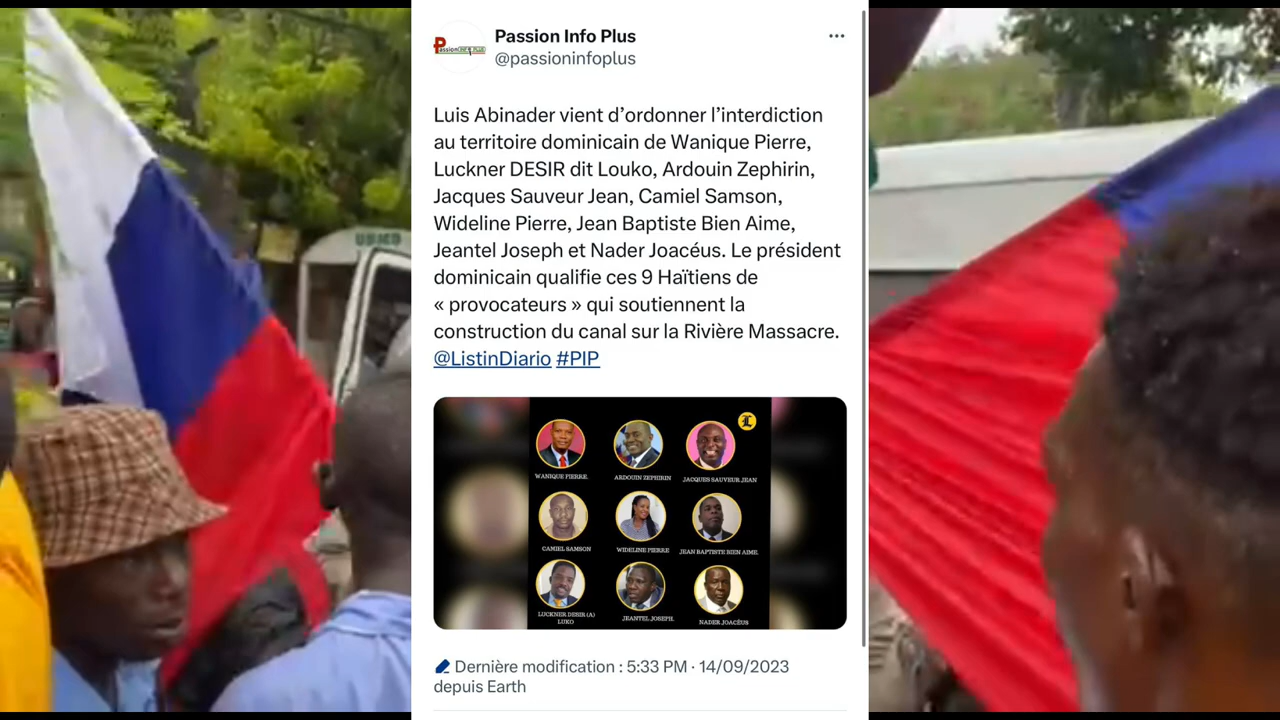 Passion Info Plus
@passioninfoplus
Luis Abinader vient d’ordonner l’interdiction
au territoire dominicain de Wanique Pierre,
Luckner DESIR dit Louko, Ardouin Zephirin,
Jacques Sauveur Jean, Camiel Samson,
Wideline Pierre, Jean Baptiste Bien Aime,
Jeantel Joseph et Nader Joacéus. Le président
dominicain qualifie ces 9 Haïtiens de
« provocateurs » qui soutiennent la
construction du canal sur la Rivière Massacre.
@ListinDiario #PIP
L
WANIQUE PIERRE. ARDOUIN ZEPHIRIN JACQUES SAUVEUR JEAN
CAMIEL SAMSON WIDELINE PIERRE JEAN BAPTISTE BIEN AIME.
LUCKNER DESIR (A)
LUKO
JEANTEL JOSEPH. NADER JOACÉUS
Dernière modification : 5:33 PM · 14/09/2023
depuis Earth